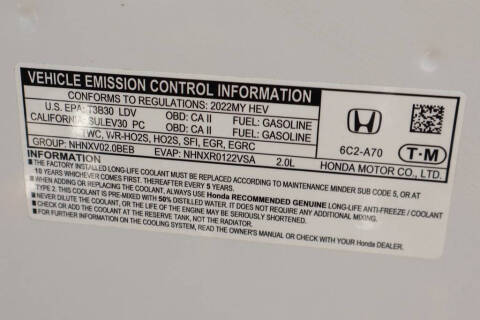 VEHICLE EMISSION CONTROL INFORMATION
CONFORMS TO REGULATIONS: 2022MY HEV
U.S. EPA: T3B30 LDV OBD: CA II FUEL: GASOLINE
CALIFORNIA: SULEV30 PC OBD: CA II FUEL: GASOLINE
TWC, WR-HO2S, HO2S, SFI, EGR, EGRC
GROUP: NHNXV02.0BEB EVAP: NHNXR0122VSA 2.0L
6C2-A70 T·M
HONDA MOTOR CO., LTD.
INFORMATION:
■ THE FACTORY INSTALLED LONG-LIFE COOLANT MUST BE REPLACED ACCORDING TO MAINTENANCE MINDER SUB CODE 5, OR AT
10 YEARS WHICHEVER COMES FIRST. THEREAFTER EVERY 5 YEARS.
■ WHEN ADDING OR REPLACING COOLANT, ALWAYS USE Honda RECOMMENDED GENUINE LONG-LIFE ANTI-FREEZE / COOLANT
TYPE 2. THIS COOLANT IS PRE-MIXED WITH 50% DISTILLED WATER. IT DOES NOT REQUIRE ANY ADDITIONAL MIXING.
■ NEVER DILUTE THE COOLANT, OR THE LIFE OF THE ENGINE MAY BE SERIOUSLY SHORTENED.
■ CHECK OR ADD THE COOLANT AT THE RESERVE TANK, NOT THE RADIATOR.
■ FOR FURTHER INFORMATION ON THE COOLING SYSTEM, READ THE OWNER'S MANUAL OR CHECK WITH YOUR Honda DEALER.